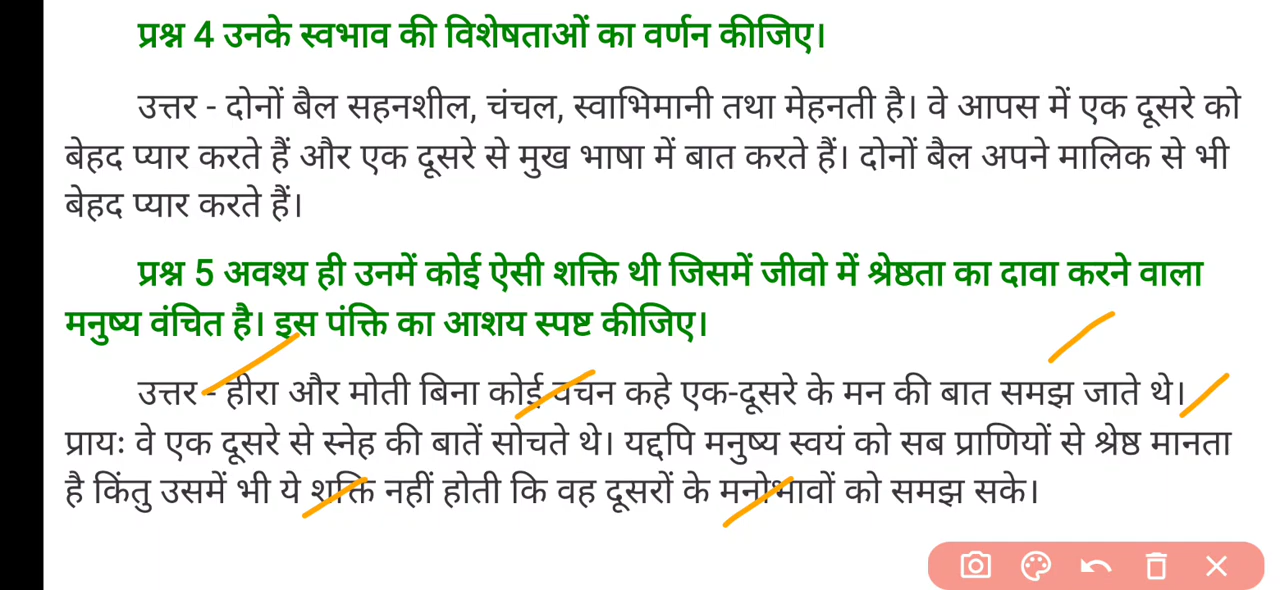 प्रश्न 4 उनके स्वभाव की विशेषताओं का वर्णन कीजिए।
उत्तर - दोनों बैल सहनशील, चंचल, स्वाभिमानी तथा मेहनती है। वे आपस में एक दूसरे को
बेहद प्यार करते हैं और एक दूसरे से मुख भाषा में बात करते हैं। दोनों बैल अपने मालिक से भी
बेहद प्यार करते हैं।
प्रश्न 5 अवश्य ही उनमें कोई ऐसी शक्ति थी जिसमें जीवो में श्रेष्ठता का दावा करने वाला
मनुष्य वंचित है। इस पंक्ति का आशय स्पष्ट कीजिए।
उत्तर - हीरा और मोती बिना कोई वचन कहे एक-दूसरे के मन की बात समझ जाते थे।
प्रायः वे एक दूसरे से स्नेह की बातें सोचते थे। यद्दपि मनुष्य स्वयं को सब प्राणियों से श्रेष्ठ मानता
है किंतु उसमें भी ये शक्ति नहीं होती कि वह दूसरों के मनोभावों को समझ सके।